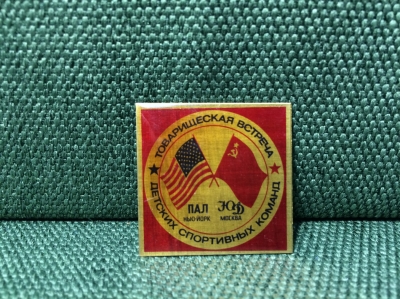 ТОВАРИЩЕСКАЯ ВСТРЕЧА
ПАЛ
НЬЮ-ЙОРК МОСКВА
ДЕТСКИХ СПОРТИВНЫХ КОМАНД